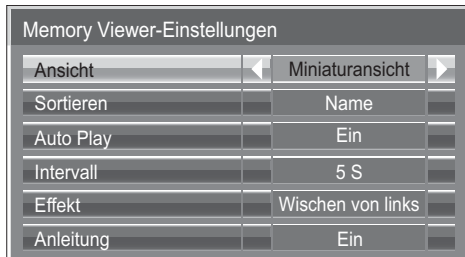 Memory Viewer-Einstellungen
Ansicht Miniaturansicht
Sortieren Name
Auto Play Ein
Intervall 5 S
Effekt Wischen von links
Anleitung Ein